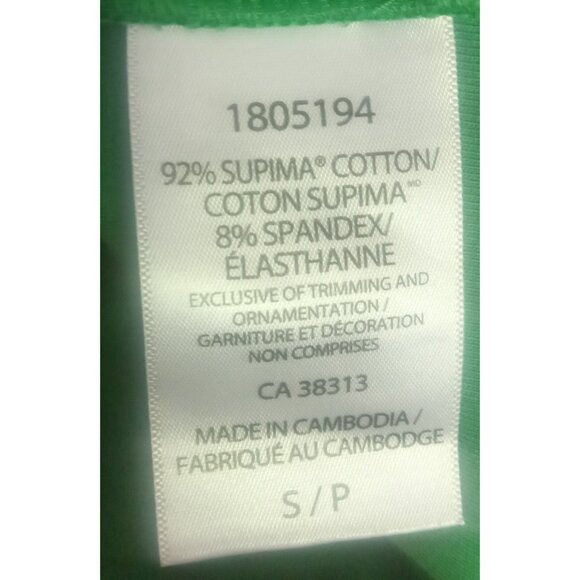 1805194
92% SUPIMA® COTTON/
COTON SUPIMA MD
8% SPANDEX/
ÉLASTHANNE
EXCLUSIVE OF TRIMMING AND
ORNAMENTATION /
GARNITURE ET DÉCORATION
NON COMPRISES
CA 38313
MADE IN CAMBODIA /
FABRIQUÉ AU CAMBODGE
S / P